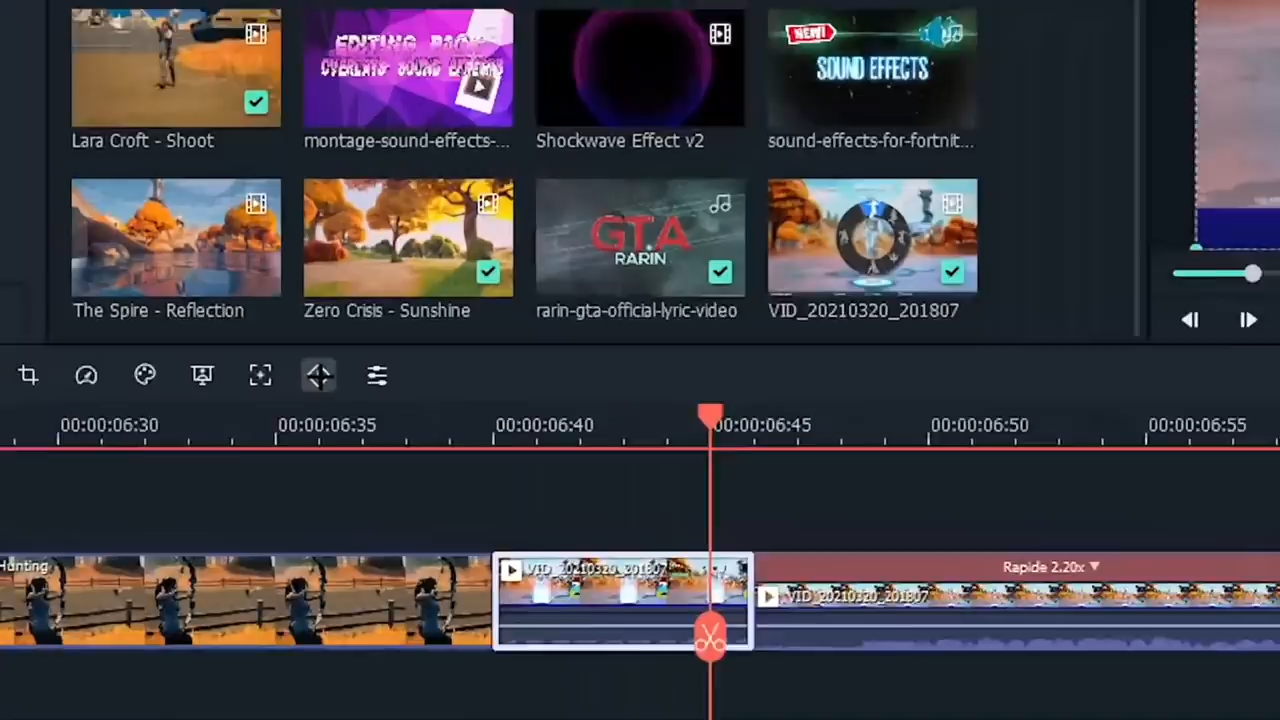 EDITING PACK
OVERLAYS SOUND EFFECTS
NEW!
SOUND EFFECTS
Lara Croft - Shoot
montage-sound-effects-...
Shockwave Effect v2
sound-effects-for-fortnit...
GTA
RARIN
The Spire - Reflection
Zero Crisis - Sunshine
rarin-gta-official-lyric-video
VID_20210320_201807
00:00:06:30
00:00:06:35
00:00:06:40
00:00:06:45
00:00:06:50
00:00:06:55
Hunting
VID_20210320_201807
Rapide 2.20x
VID_20210320_201807